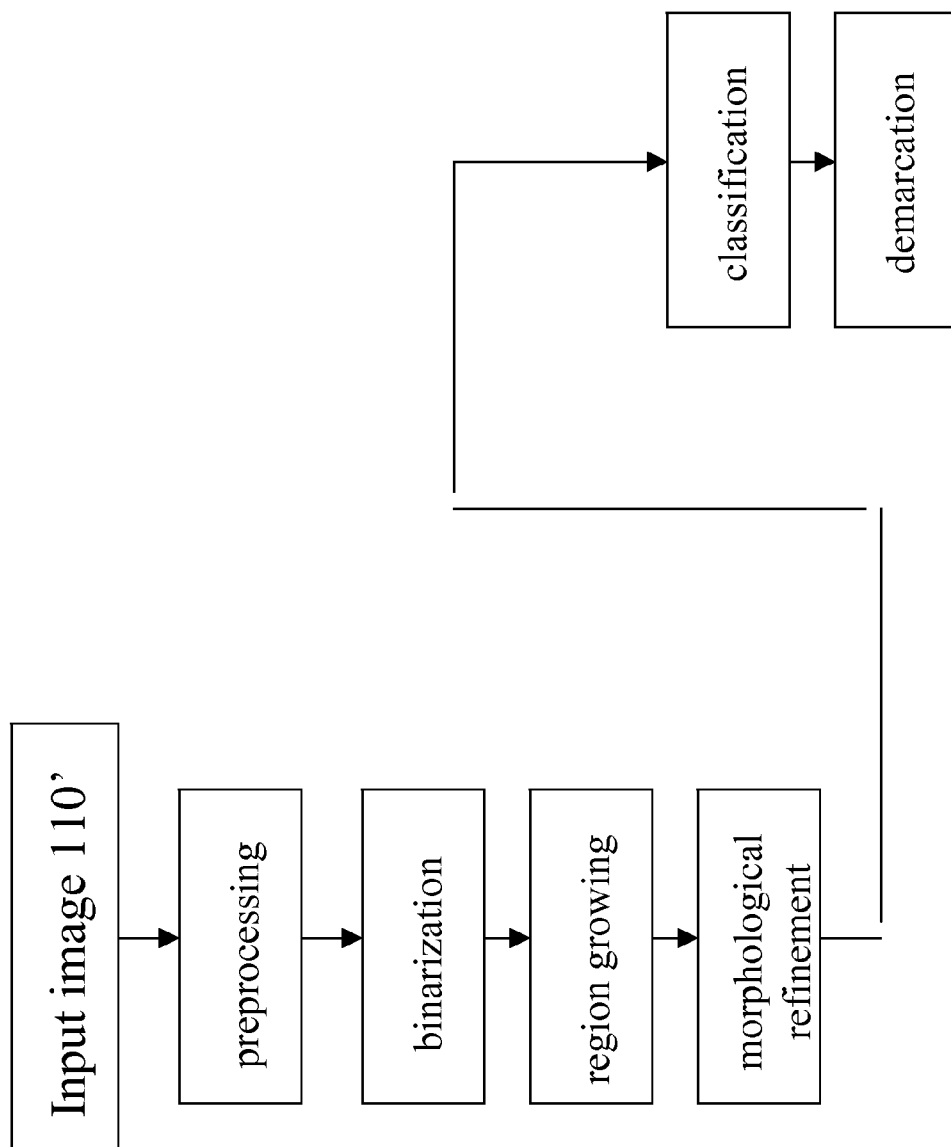 Input image 110’
preprocessing
binarization
region growing
morphological
refinement
classification
demarcation